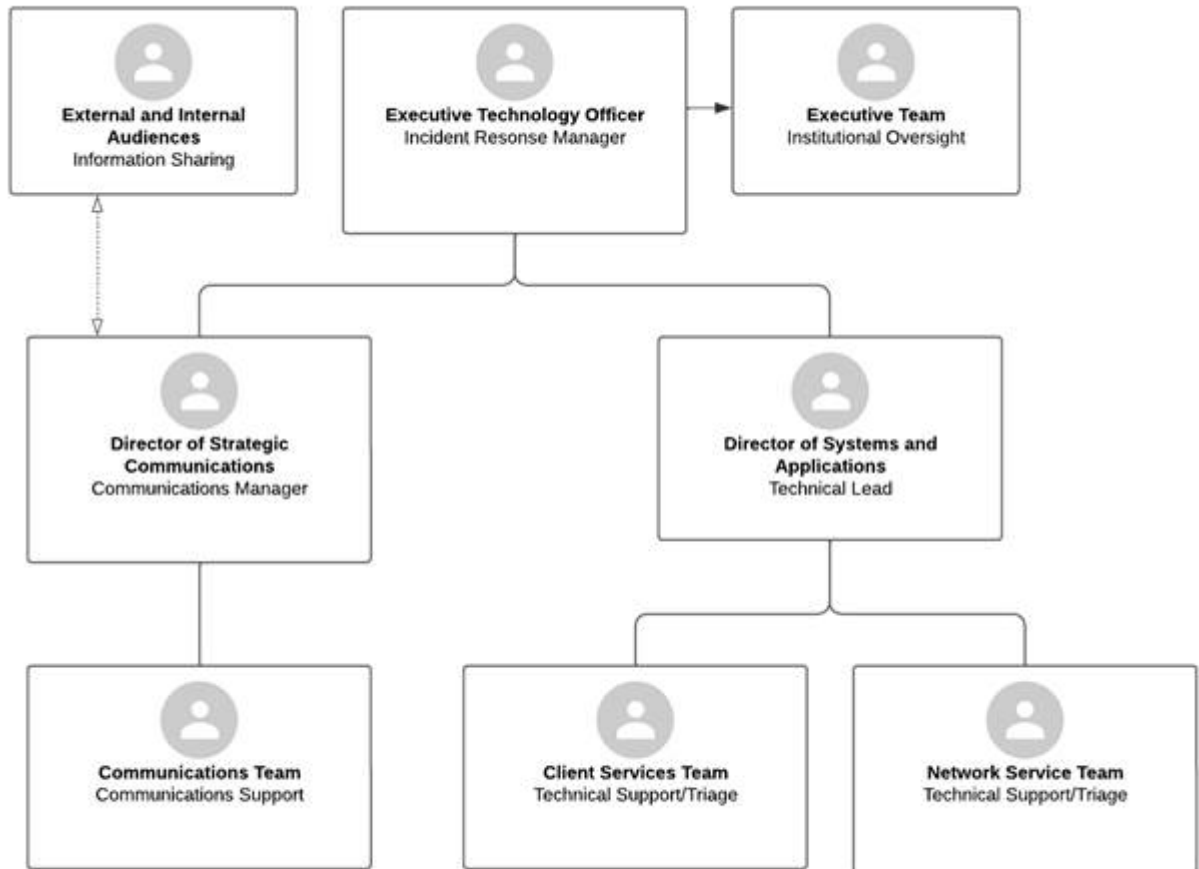 External and Internal
Audiences
Information Sharing
Executive Technology Officer
Incident Resonse Manager
Executive Team
Institutional Oversight
Director of Strategic
Communications
Communications Manager
Director of Systems and
Applications
Technical Lead
Communications Team
Communications Support
Client Services Team
Technical Support/Triage
Network Service Team
Technical Support/Triage